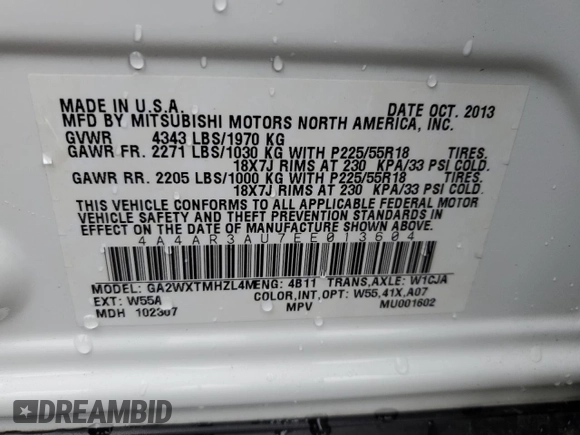 MADE IN U.S.A. DATE OCT. 2013
MFD BY MITSUBISHI MOTORS NORTH AMERICA, INC.
GVWR 4343 LBS/1970 KG
GAWR FR. 2271 LBS/1030 KG WITH P225/55R18 TIRES.
18X7J RIMS AT 230 KPA/33 PSI COLD.
GAWR RR. 2205 LBS/1000 KG WITH P225/55R18 TIRES.
18X7J RIMS AT 230 KPA/33 PSI COLD.
THIS VEHICLE CONFORMS TO ALL APPLICABLE FEDERAL MOTOR
VEHICLE SAFETY AND THEFT PREVENTION STANDARDS IN
EFFECT ON THE DATE OF MANUFACTURE SHOWN ABOVE.
4A4AR3AU7EE013604
MODEL: GA2WXTMHZL4M ENG: 4B11 TRANS,AXLE: W1CJA
EXT: W55A COLOR,INT,OPT: W55,41X,A07
MDH 102307 MPV MU001602
DREAMBID